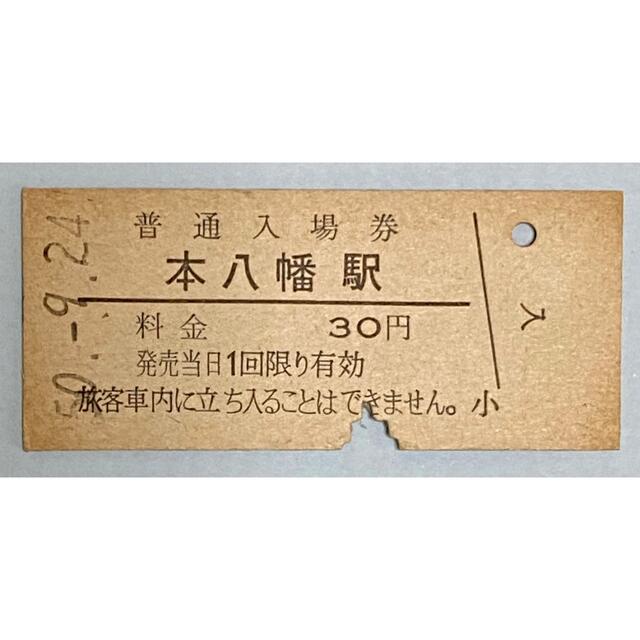 普通入場券
本八幡駅
料金 30円
発売当日1回限り有効
旅客車内に立ち入ることはできません。小
入
50.-9.24